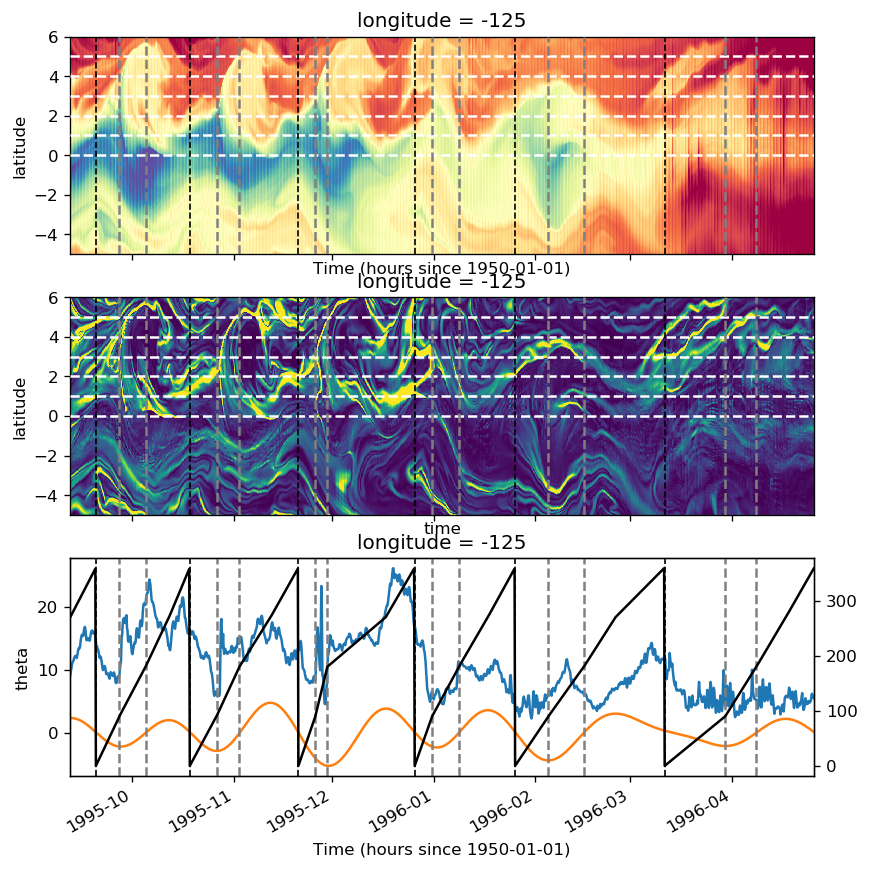 longitude = -125
6
4
2
0
−2
−4
latitude
Time (hours since 1950-01-01)
longitude = -125
6
4
2
0
−2
−4
latitude
time
longitude = -125
20
10
0
theta
300
200
100
0
1995-10
1995-11
1995-12
1996-01
1996-02
1996-03
1996-04
Time (hours since 1950-01-01)